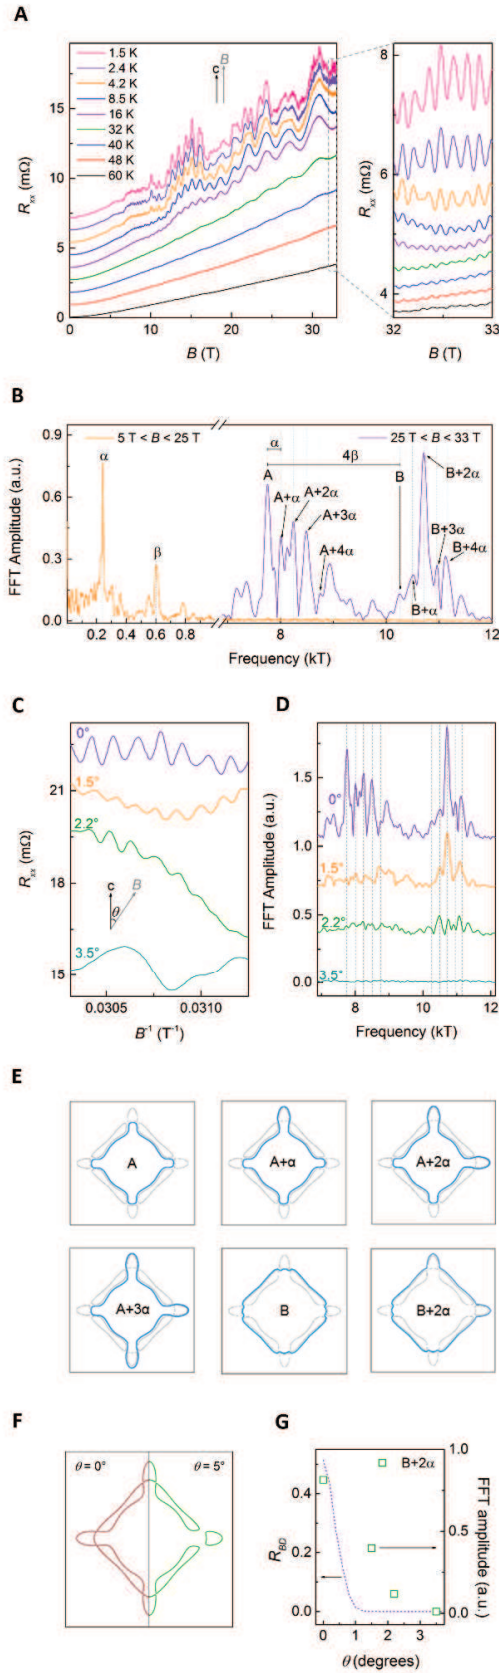 A
1.5 K
2.4 K
4.2 K
8.5 K
16 K
32 K
40 K
48 K
60 K
c
B
15
10
5
0
Rxx (mΩ)
0
10
20
30
B (T)
8
6
4
Rxx (mΩ)
32
33
B (T)
B
5 T < B < 25 T
25 T < B < 33 T
α
β
α
4β
A
A+α
A+2α
A+3α
A+4α
B
B+α
B+2α
B+3α
B+4α
0.9
0.6
0.3
0.0
FFT Amplitude (a.u.)
0.2
0.4
0.6
0.8
8
10
12
Frequency (kT)
C
0°
1.5°
2.2°
3.5°
c
B
θ
21
18
15
Rxx (mΩ)
0.0305
0.0310
B⁻¹ (T⁻¹)
D
0°
1.5°
2.2°
3.5°
1.5
1.0
0.5
0.0
FFT Amplitude (a.u.)
8
10
12
Frequency (kT)
E
A
A+α
A+2α
A+3α
B
B+2α
F
θ = 0°
θ = 5°
G
B+2α
0.4
0.2
0.0
R_BD
1.0
0.5
0.0
FFT amplitude (a.u.)
0
1
2
3
θ (degrees)